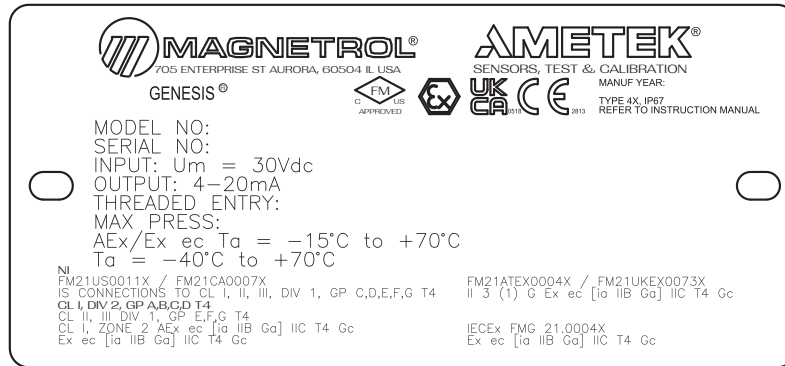 MAGNETROL®
705 ENTERPRISE ST AURORA, 60504 IL USA
GENESIS ®
AMETEK®
SENSORS, TEST & CALIBRATION
FM
C US
APPROVED
Ex
UK
CA 0518
CE 2813
MANUF YEAR:
TYPE 4X, IP67
REFER TO INSTRUCTION MANUAL
MODEL NO:
SERIAL NO:
INPUT: Um = 30Vdc
OUTPUT: 4-20mA
THREADED ENTRY:
MAX PRESS:
AEx/Ex ec Ta = -15°C to +70°C
Ta = -40°C to +70°C
NI
FM21US0011X / FM21CA0007X
IS CONNECTIONS TO CL I, II, III, DIV 1, GP C,D,E,F,G T4
CL I, DIV 2, GP A,B,C,D T4
CL II, III DIV 1, GP E,F,G T4
CL I, ZONE 2 AEx ec [ia IIB Ga] IIC T4 Gc
Ex ec [ia IIB Ga] IIC T4 Gc
FM21ATEX0004X / FM21UKEX0073X
II 3 (1) G Ex ec [ia IIB Ga] IIC T4 Gc
IECEx FMG 21.0004X
Ex ec [ia IIB Ga] IIC T4 Gc